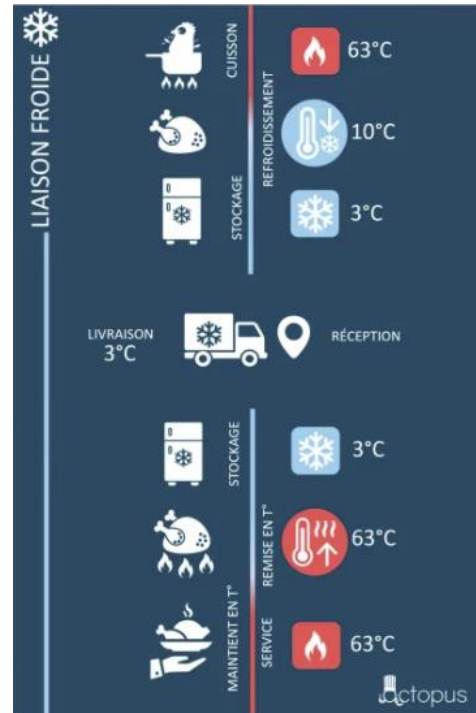 LIAISON FROIDE
CUISSON
63°C
REFROIDISSEMENT
10°C
STOCKAGE
3°C
LIVRAISON
3°C
RÉCEPTION
STOCKAGE
3°C
REMISE EN T°
63°C
MAINTIENT EN T°
SERVICE
63°C
octopus